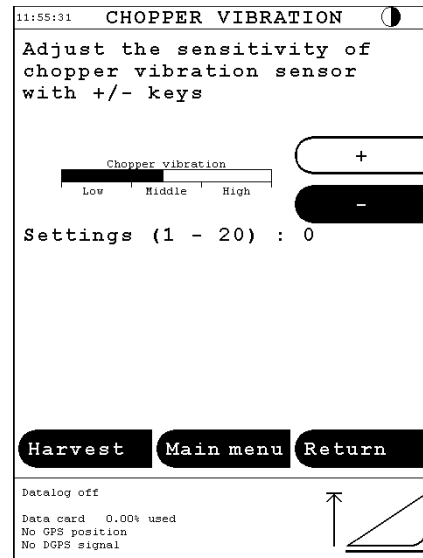 11:55:31 CHOPPER VIBRATION
Adjust the sensitivity of
chopper vibration sensor
with +/- keys
+
Chopper vibration
Low Middle High
-
Settings (1 - 20) : 0
Harvest Main menu Return
Datalog off
Data card 0.00% used
No GPS position
No DGPS signal